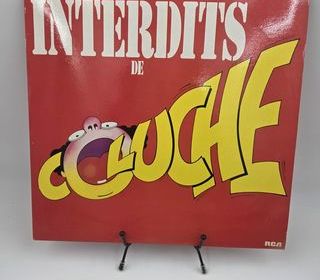 INTERDITS
DE
COLUCHE
RCA